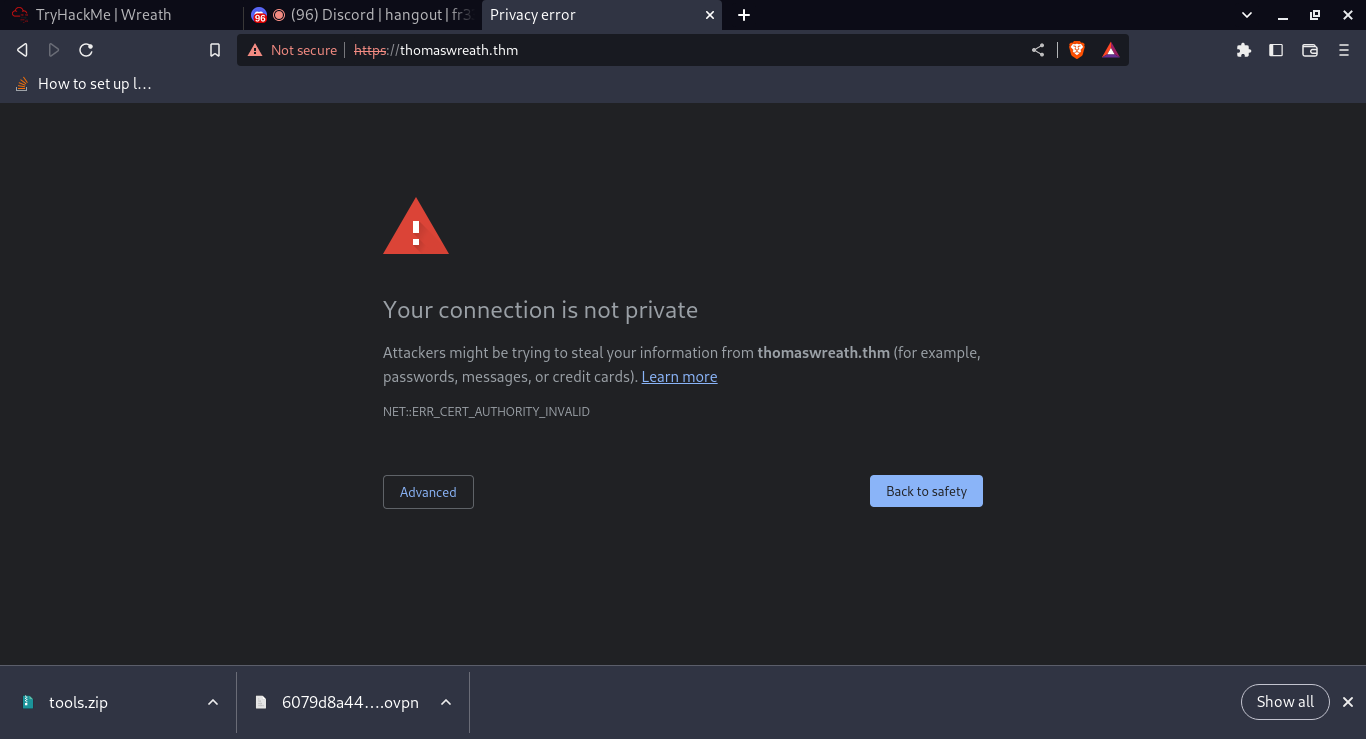 TryHackMe | Wreath
96
(96) Discord | hangout | fr3
Privacy error
Not secure
https://thomaswreath.thm
How to set up l…
Your connection is not private
Attackers might be trying to steal your information from thomaswreath.thm (for example,
passwords, messages, or credit cards). Learn more
NET::ERR_CERT_AUTHORITY_INVALID
Advanced
Back to safety
tools.zip
6079d8a44….ovpn
Show all